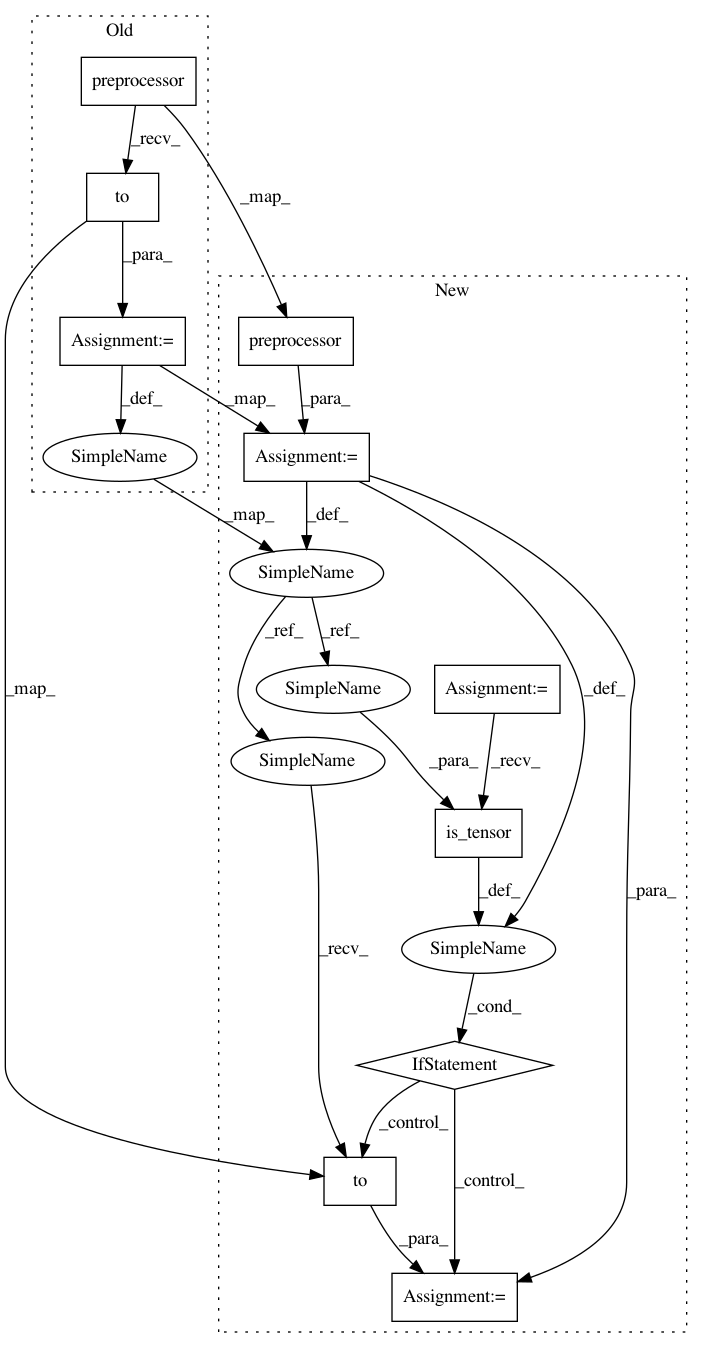 Old
preprocessor
_recv_
to
_map_
_para_
New
Assignment:=
preprocessor
_def_
_map_
_para_
SimpleName
Assignment:=
_map_
_def_
SimpleName
_ref_
_ref_
_map_
SimpleName
Assignment:=
_def_
SimpleName
_para_
_recv_
is_tensor
_def_
_para_
_recv_
SimpleName
_cond_
IfStatement
_control_
to
_control_
_para_
Assignment:=